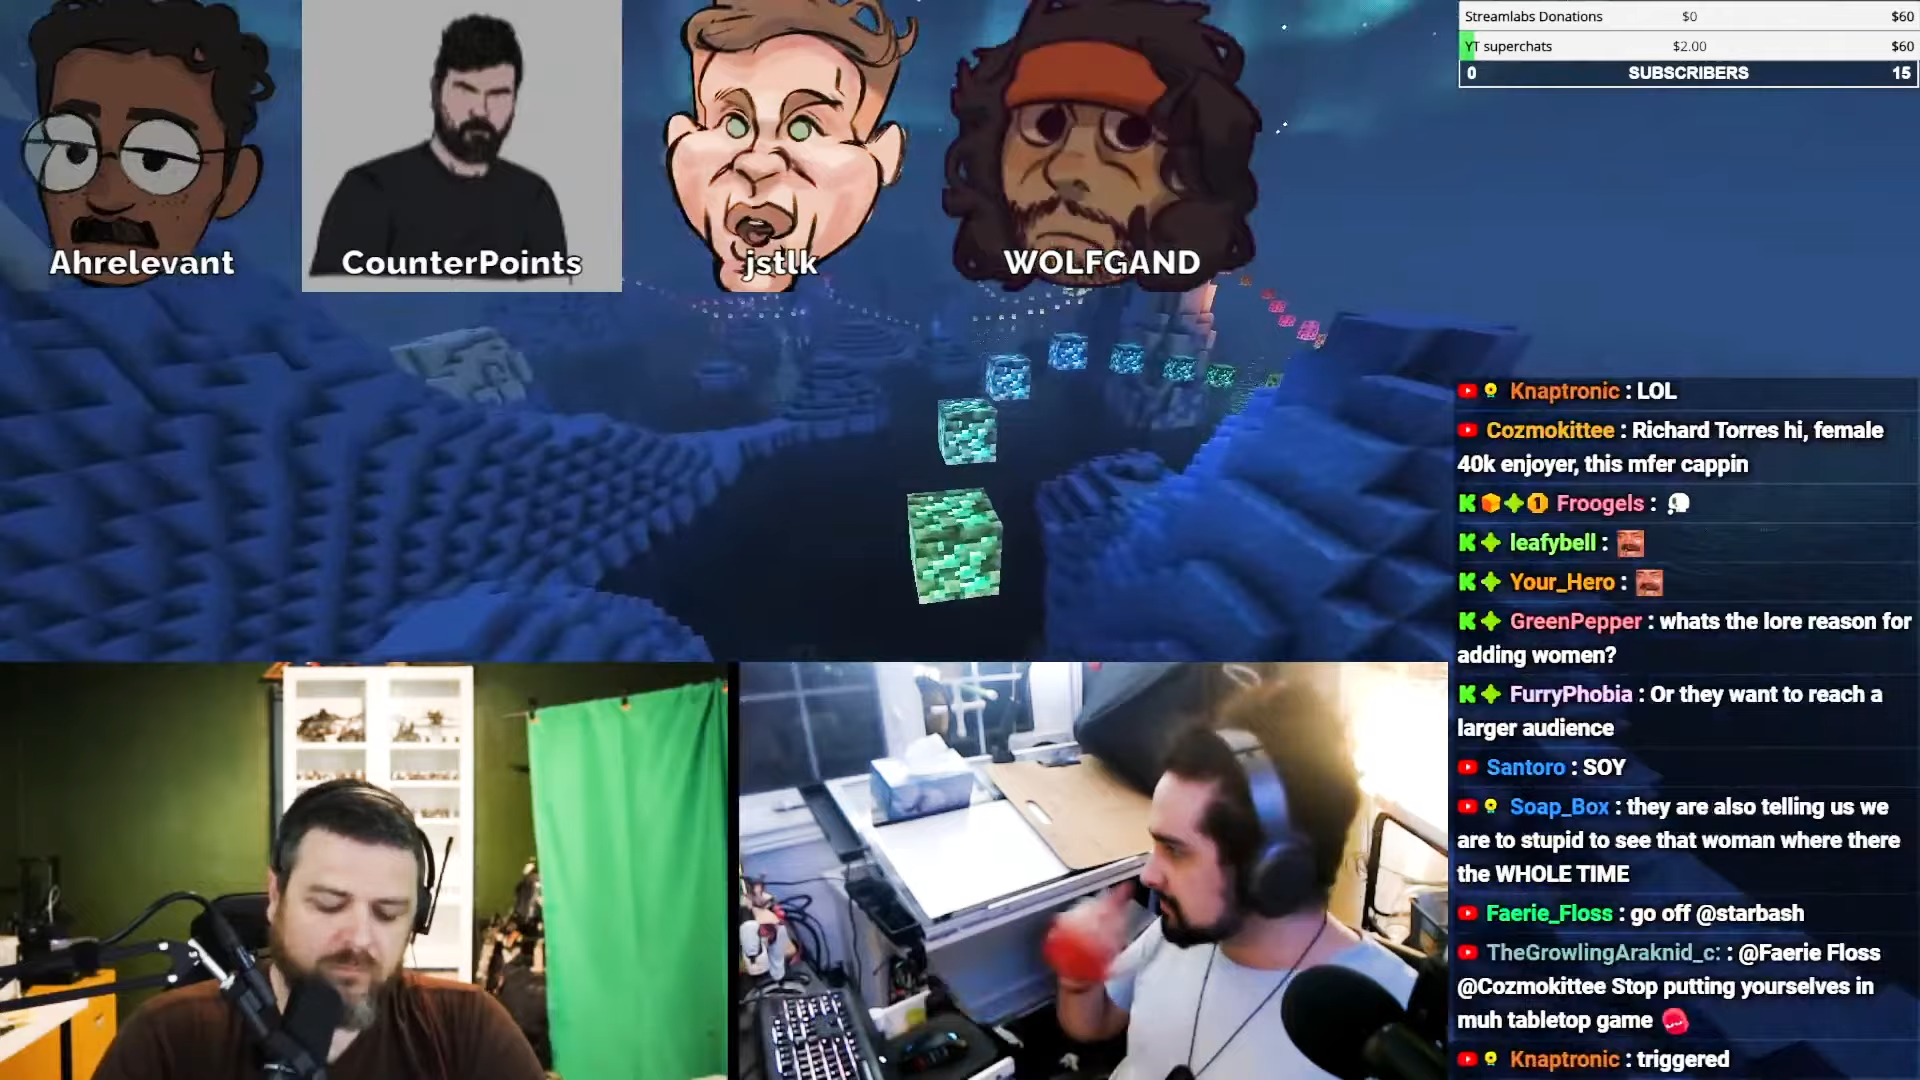 Streamlabs Donations $0 $60
YT superchats $2.00 $60
0 SUBSCRIBERS 15
Ahrelevant
CounterPoints
jstlk
WOLFGAND
Knaptronic : LOL
Cozmokittee : Richard Torres hi, female
40k enjoyer, this mfer cappin
Froogels :
leafybell :
Your_Hero :
GreenPepper : whats the lore reason for
adding women?
FurryPhobia : Or they want to reach a
larger audience
Santoro : SOY
Soap_Box : they are also telling us we
are to stupid to see that woman where there
the WHOLE TIME
Faerie_Floss : go off @starbash
TheGrowlingAraknid_c: : @Faerie Floss
@Cozmokittee Stop putting yourselves in
muh tabletop game
Knaptronic : triggered